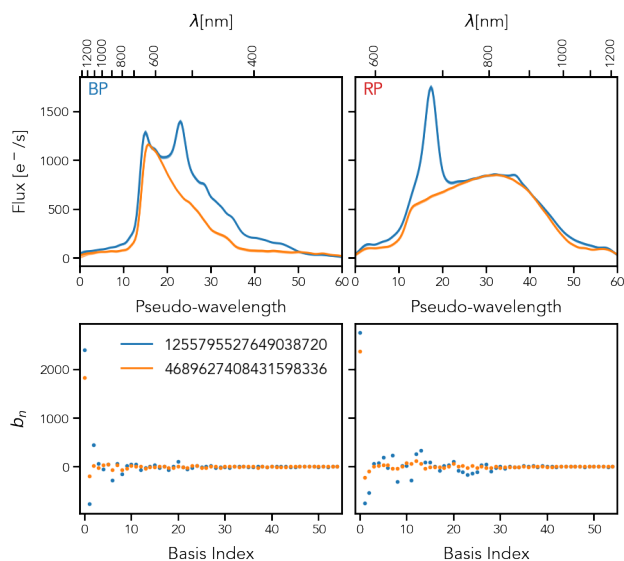 λ[nm]
λ[nm]
1200
1000
800
600
400
600
800
1000
1200
BP
RP
Flux [e⁻ /s]
1500
1000
500
0
0 10 20 30 40 50 60
0 10 20 30 40 50 60
Pseudo-wavelength
Pseudo-wavelength
1255795527649038720
4689627408431598336
bₙ
2000
1000
0
0 10 20 30 40 50
0 10 20 30 40 50
Basis Index
Basis Index